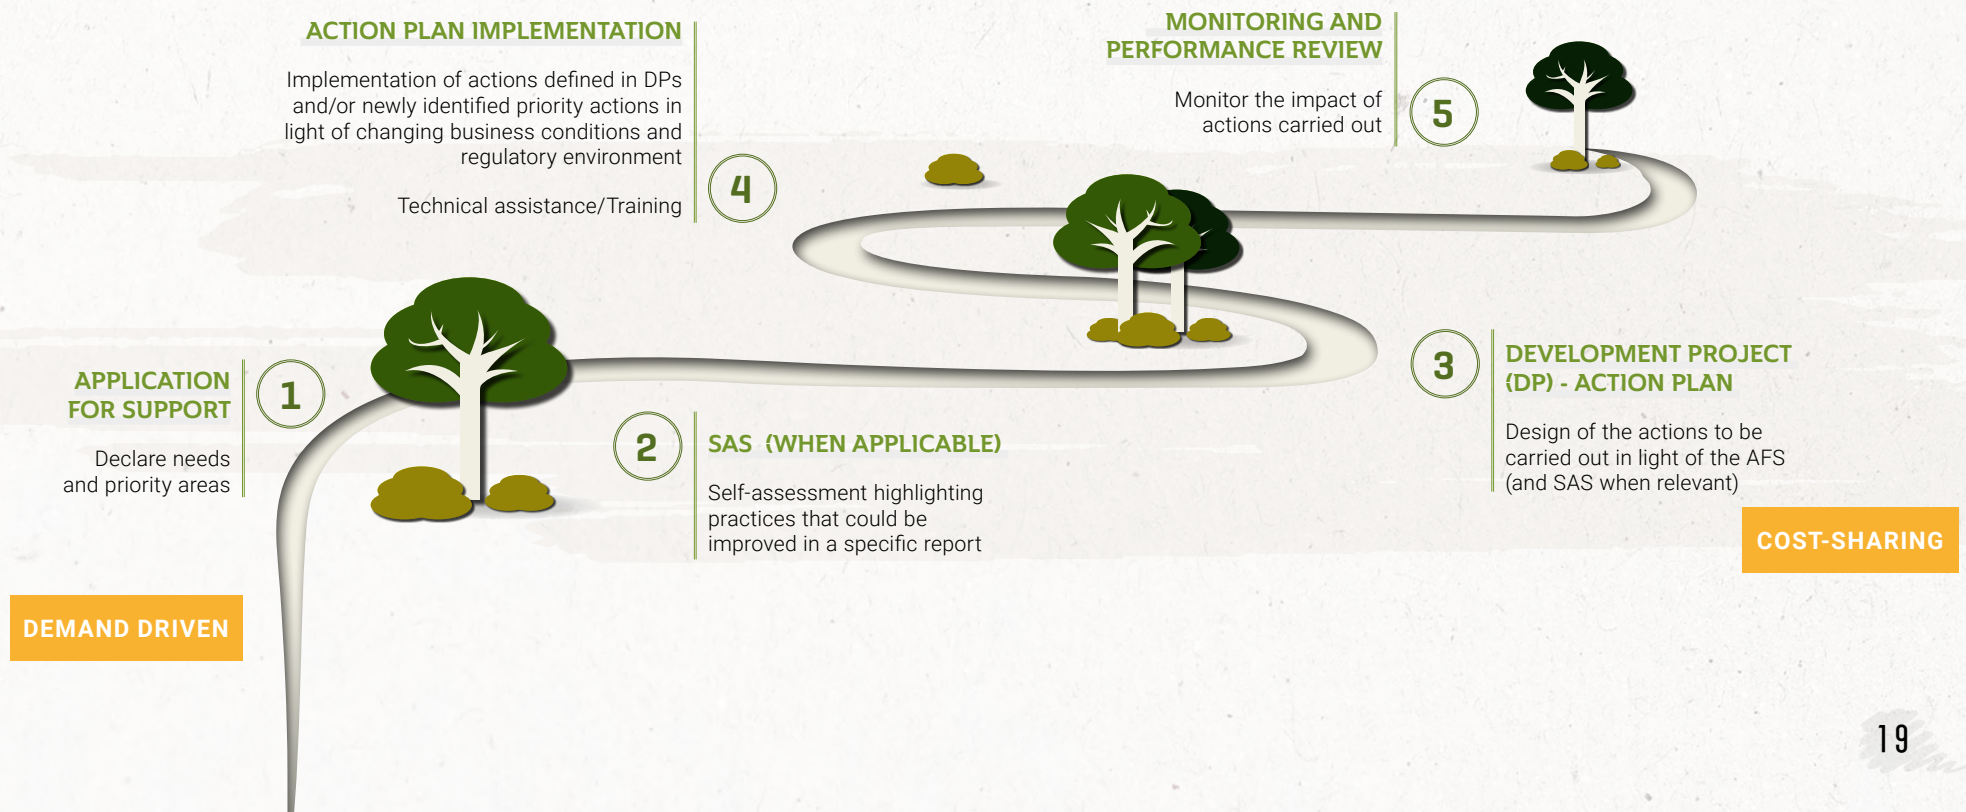 APPLICATION
FOR SUPPORT
1
Declare needs
and priority areas
DEMAND DRIVEN
2
SAS (WHEN APPLICABLE)
Self-assessment highlighting
practices that could be
improved in a specific report
3
DEVELOPMENT PROJECT
(DP) - ACTION PLAN
Design of the actions to be
carried out in light of the AFS
(and SAS when relevant)
COST-SHARING
ACTION PLAN IMPLEMENTATION
Implementation of actions defined in DPs
and/or newly identified priority actions in
light of changing business conditions and
regulatory environment
4
Technical assistance/Training
MONITORING AND
PERFORMANCE REVIEW
Monitor the impact of
actions carried out
5
19